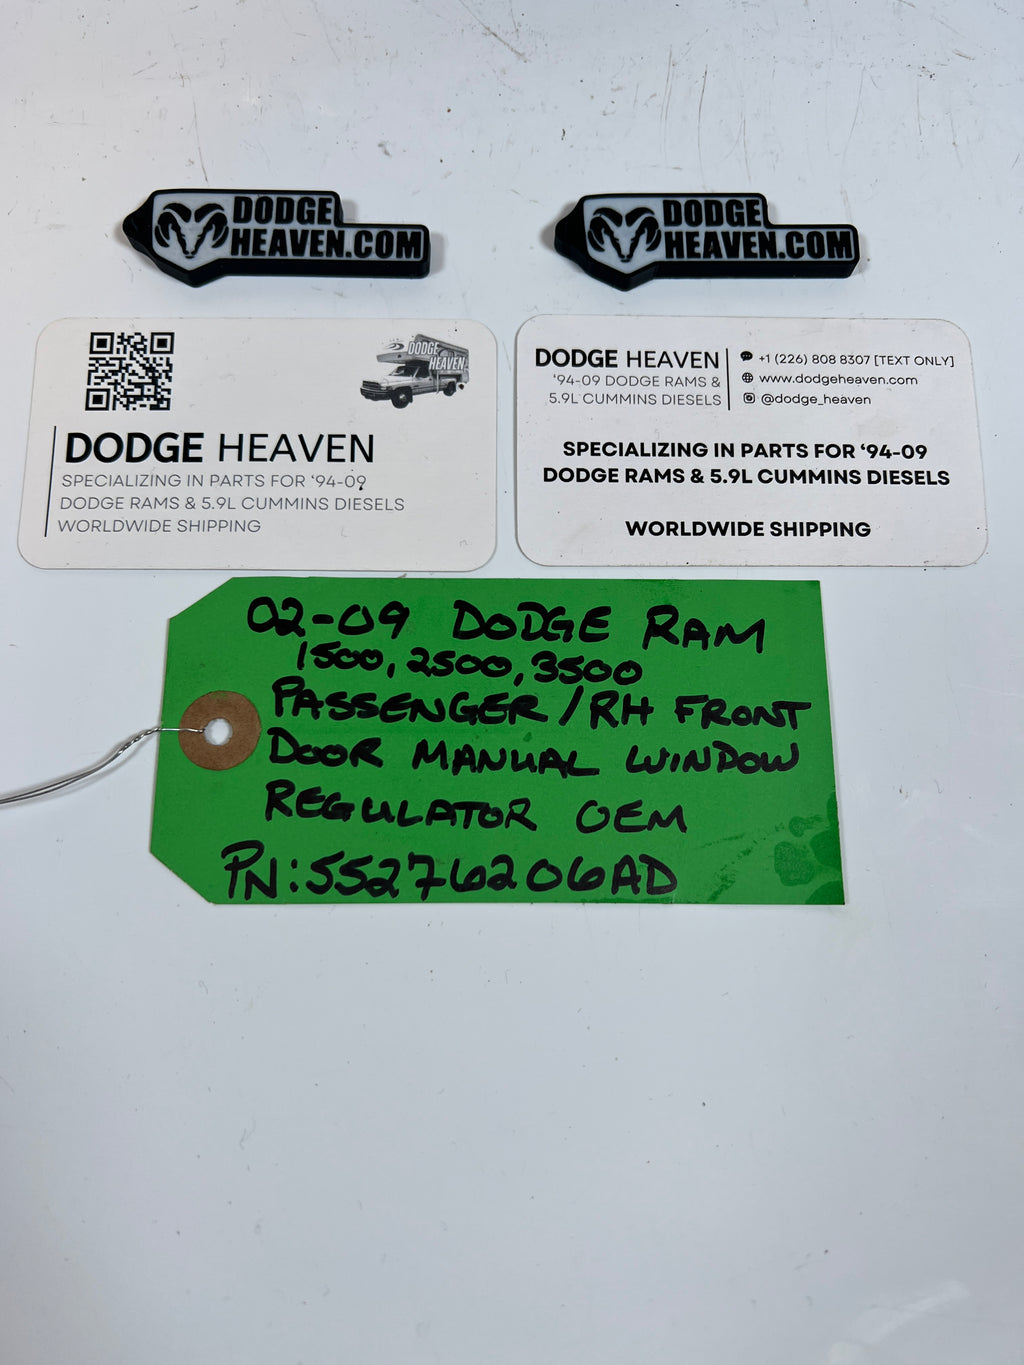 DODGE
HEAVEN.COM
DODGE
HEAVEN.COM
DODGE
HEAVEN
DODGE HEAVEN
SPECIALIZING IN PARTS FOR ‘94-09
DODGE RAMS & 5.9L CUMMINS DIESELS
WORLDWIDE SHIPPING
DODGE HEAVEN
‘94-09 DODGE RAMS &
5.9L CUMMINS DIESELS
+1 (226) 808 8307 [TEXT ONLY]
www.dodgeheaven.com
@dodge_heaven
SPECIALIZING IN PARTS FOR ‘94-09
DODGE RAMS & 5.9L CUMMINS DIESELS
WORLDWIDE SHIPPING
02-09 DODGE RAM
1500, 2500, 3500
PASSENGER/RH FRONT
DOOR MANUAL WINDOW
REGULATOR OEM
PN:55276206AD